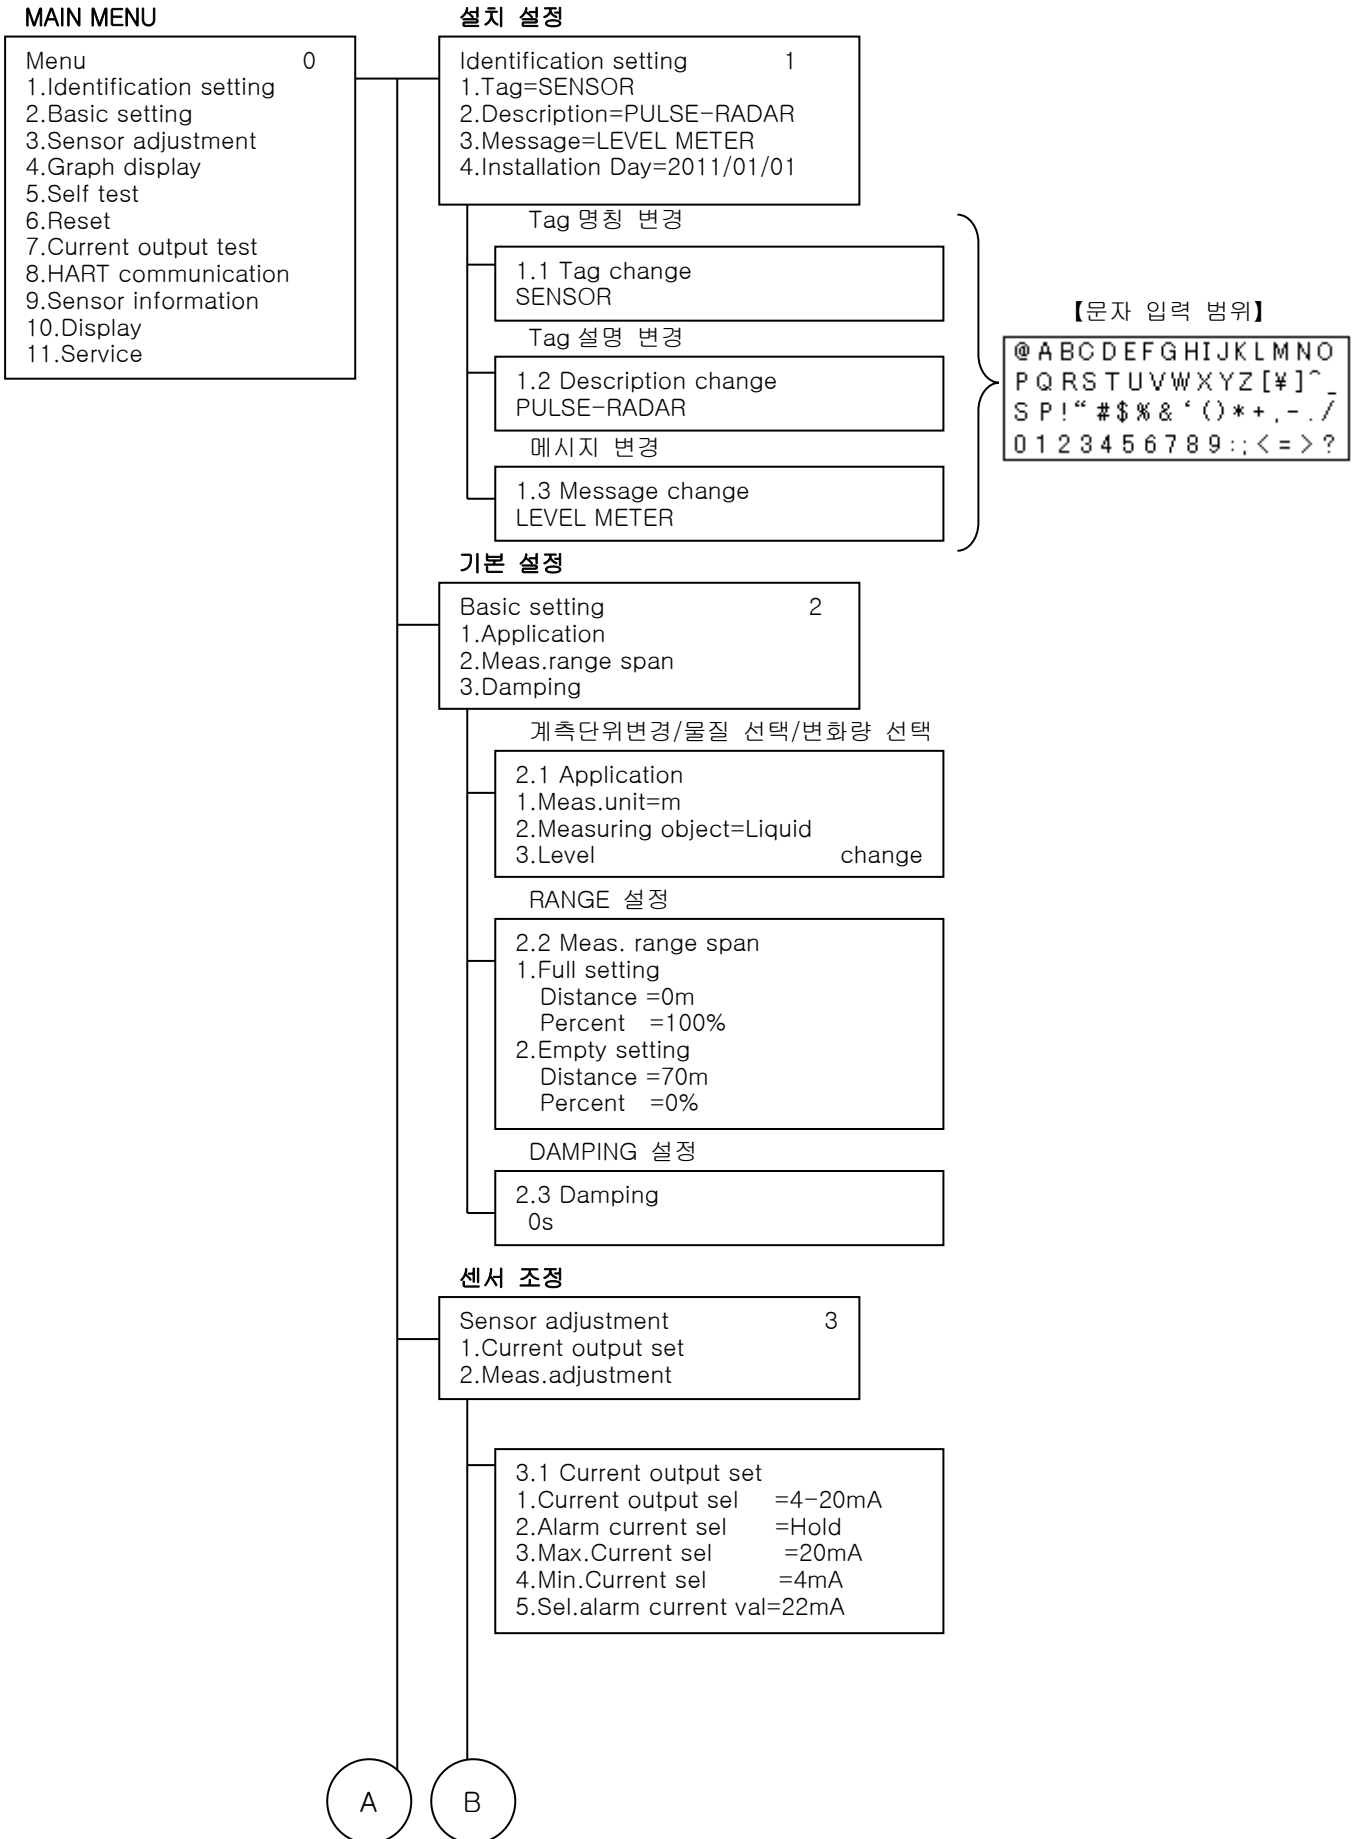 MAIN MENU
Menu 0
1.Identification setting
2.Basic setting
3.Sensor adjustment
4.Graph display
5.Self test
6.Reset
7.Current output test
8.HART communication
9.Sensor information
10.Display
11.Service
설치 설정
Identification setting 1
1.Tag=SENSOR
2.Description=PULSE-RADAR
3.Message=LEVEL METER
4.Installation Day=2011/01/01
Tag 명칭 변경
1.1 Tag change
SENSOR
Tag 설명 변경
1.2 Description change
PULSE-RADAR
메시지 변경
1.3 Message change
LEVEL METER
【문자 입력 범위】
@ABCDEFGHIJKLMNO
PQRSTUVWXYZ[¥]^_
SP!“#$%&‘()*+,-./
0123456789:;<=>?
기본 설정
Basic setting 2
1.Application
2.Meas.range span
3.Damping
계측단위변경/물질 선택/변화량 선택
2.1 Application
1.Meas.unit=m
2.Measuring object=Liquid
3.Level change
RANGE 설정
2.2 Meas. range span
1.Full setting
Distance =0m
Percent =100%
2.Empty setting
Distance =70m
Percent =0%
DAMPING 설정
2.3 Damping
0s
센서 조정
Sensor adjustment 3
1.Current output set
2.Meas.adjustment
3.1 Current output set
1.Current output sel =4-20mA
2.Alarm current sel =Hold
3.Max.Current sel =20mA
4.Min.Current sel =4mA
5.Sel.alarm current val=22mA
A B